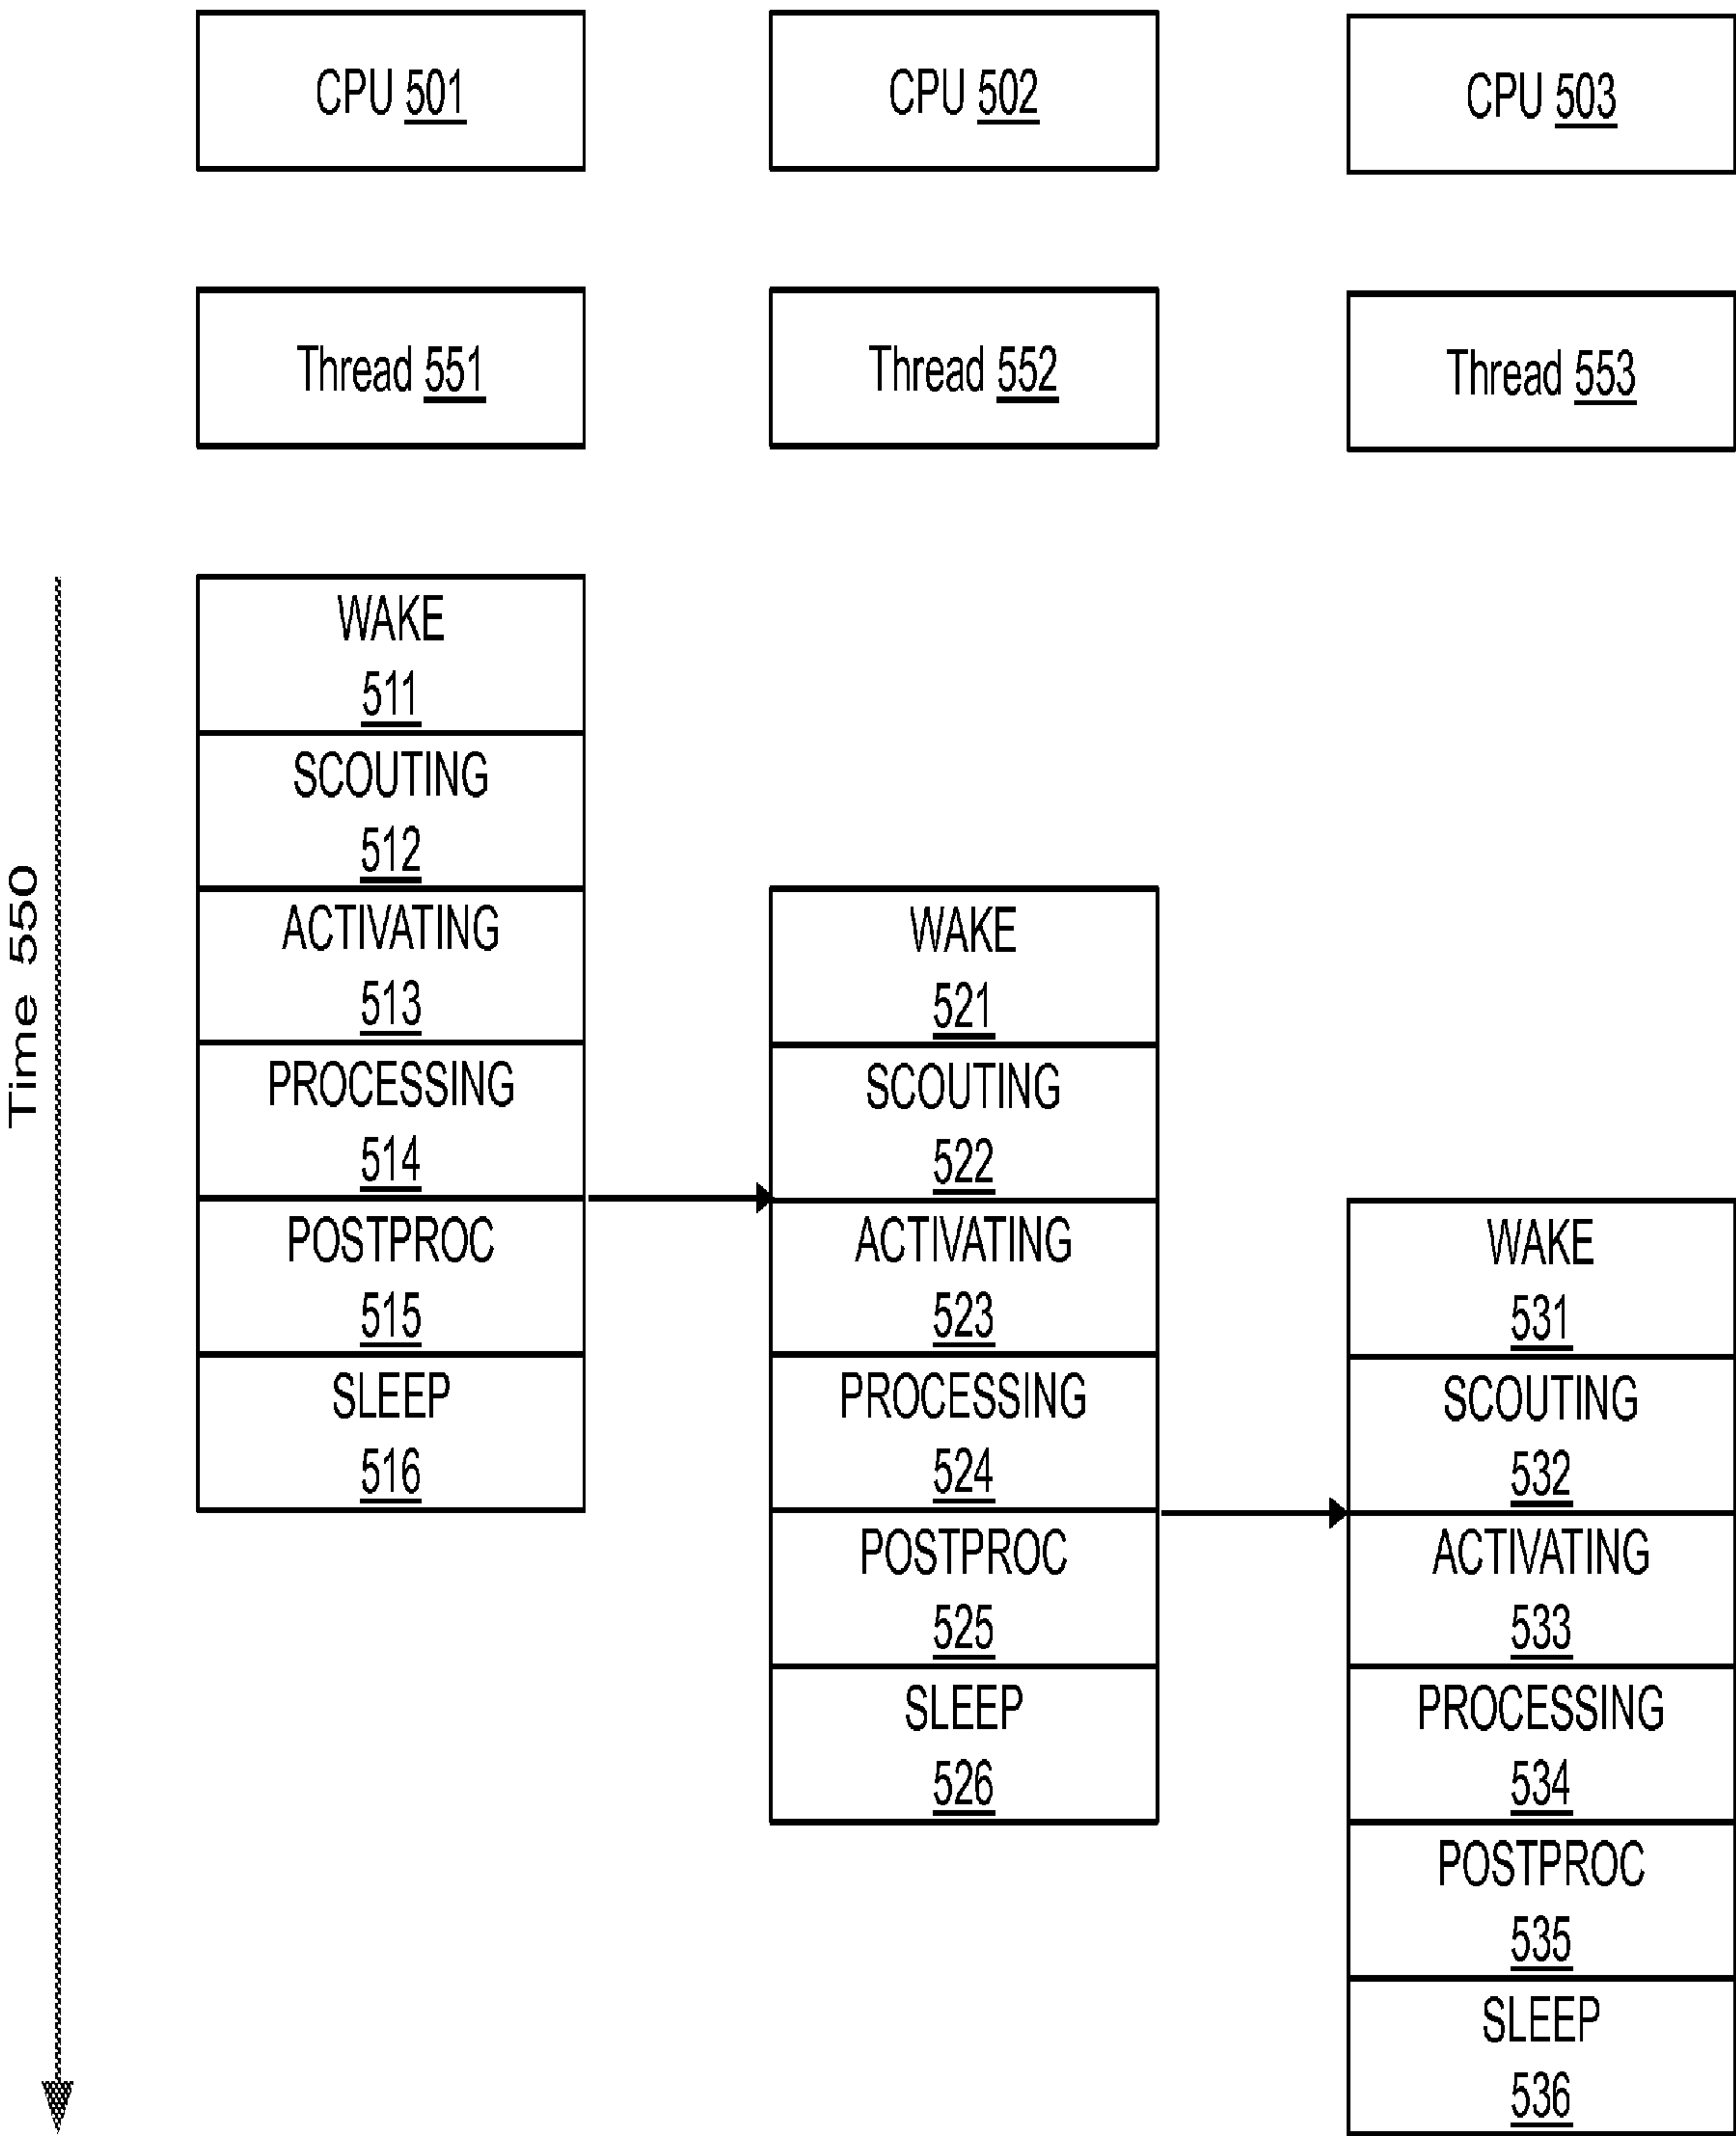 CPU 501
CPU 502
CPU 503
Thread 551
Thread 552
Thread 553
Time 550
WAKE
511
SCOUTING
512
ACTIVATING
513
PROCESSING
514
POSTPROC
515
SLEEP
516
WAKE
521
SCOUTING
522
ACTIVATING
523
PROCESSING
524
POSTPROC
525
SLEEP
526
WAKE
531
SCOUTING
532
ACTIVATING
533
PROCESSING
534
POSTPROC
535
SLEEP
536